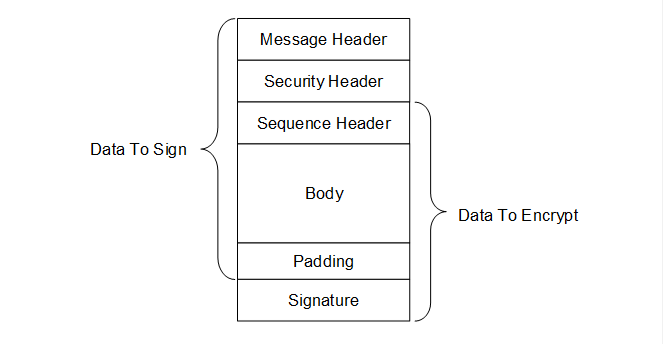 Message Header
Security Header
Sequence Header
Data To Sign
Body
Data To Encrypt
Padding
Signature